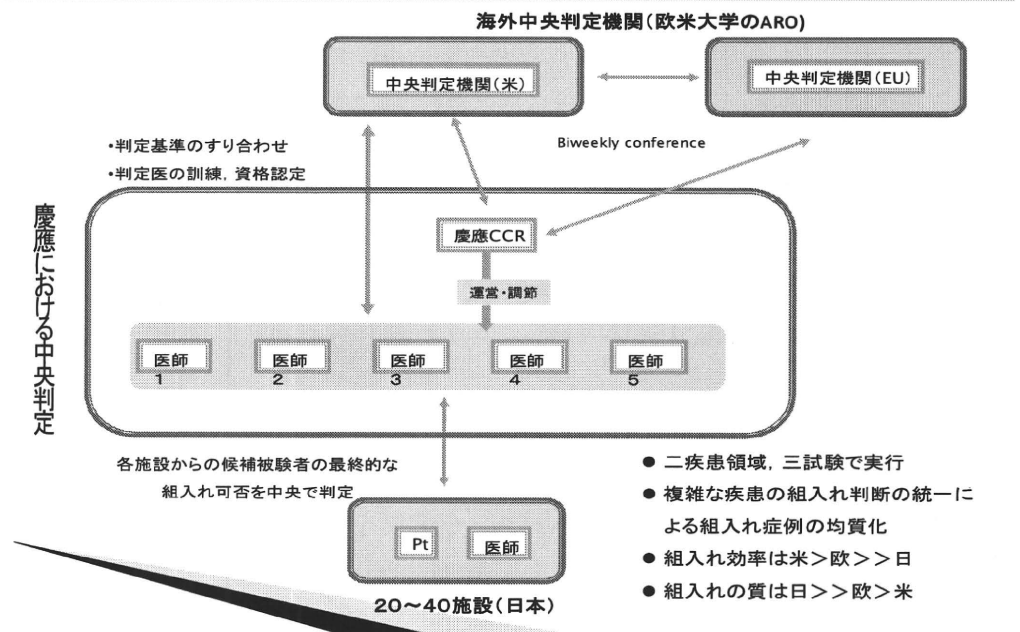 海外中央判定機関(欧米大学のARO)
中央判定機関(米)
中央判定機関(EU)
・判定基準のすり合わせ
・判定医の訓練, 資格認定
Biweekly conference
慶應における中央判定
慶應CCR
運営・調節
医師
1
医師
2
医師
3
医師
4
医師
5
各施設からの候補被験者の最終的な
組入れ可否を中央で判定
Pt
医師
20～40施設(日本)
● 二疾患領域, 三試験で実行
● 複雑な疾患の組入れ判断の統一に
よる組入れ症例の均質化
● 組入れ効率は米＞欧＞＞日
● 組入れの質は日＞＞欧＞米